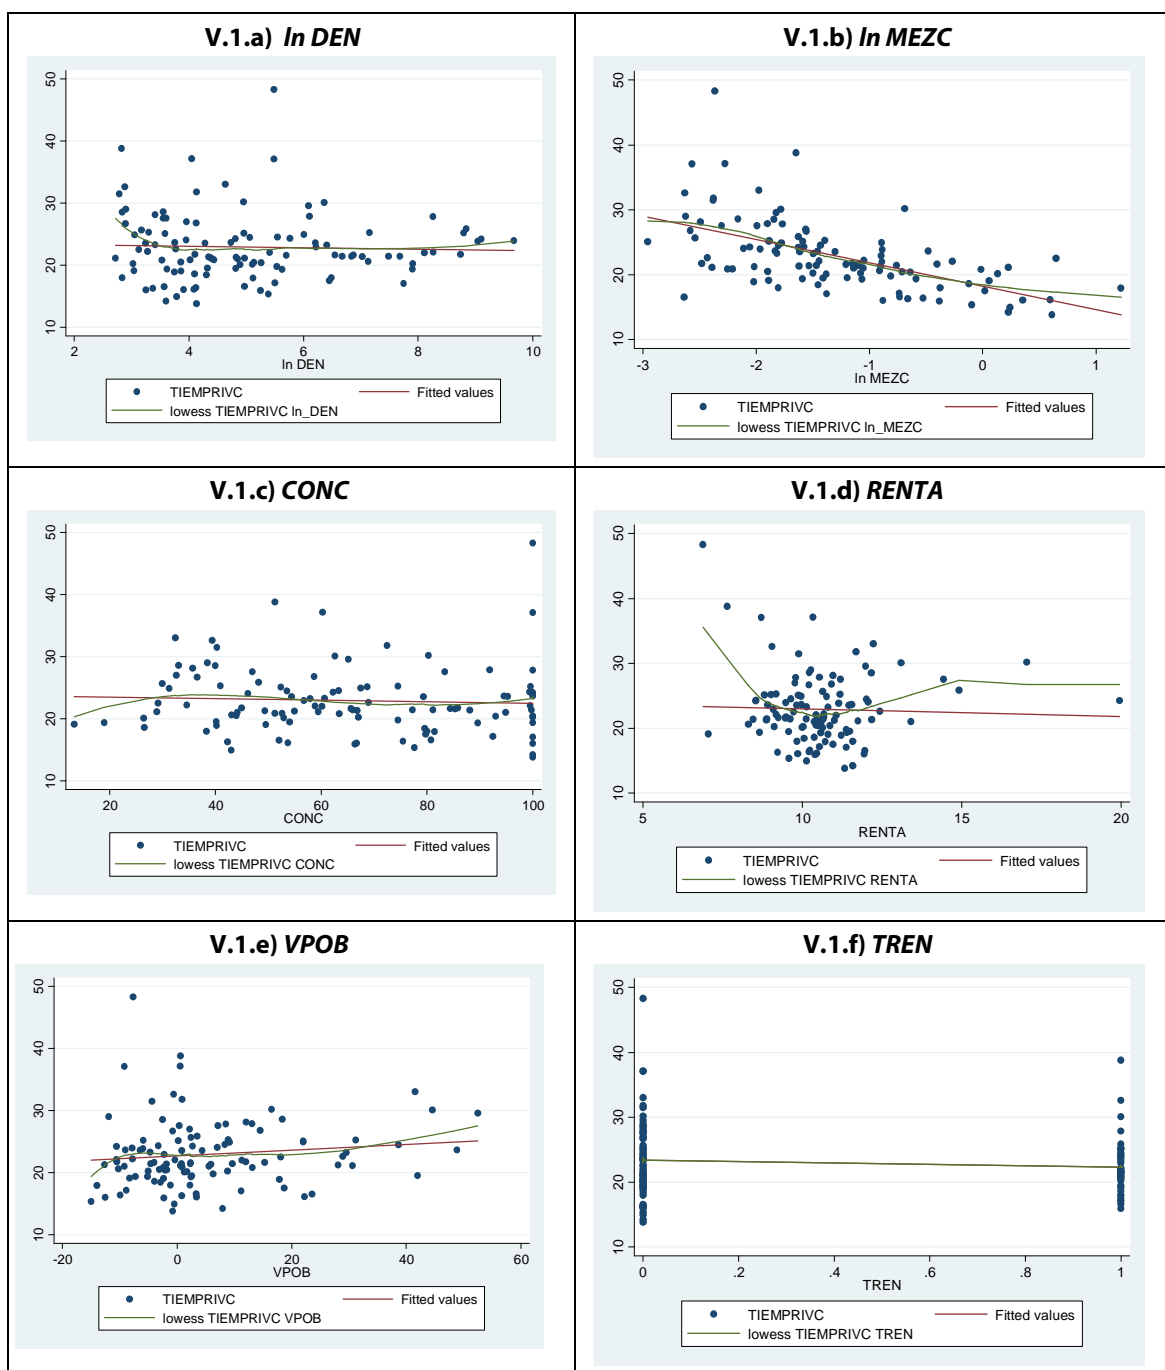 V.1.a) ln DEN
50
40
30
20
10
2 4 6 8 10
ln DEN
TIEMPRIVC Fitted values
lowess TIEMPRIVC ln_DEN
V.1.b) ln MEZC
50
40
30
20
10
-3 -2 -1 0 1
ln MEZC
TIEMPRIVC Fitted values
lowess TIEMPRIVC ln_MEZC
V.1.c) CONC
50
40
30
20
10
20 40 60 80 100
CONC
TIEMPRIVC Fitted values
lowess TIEMPRIVC CONC
V.1.d) RENTA
50
40
30
20
10
5 10 15 20
RENTA
TIEMPRIVC Fitted values
lowess TIEMPRIVC RENTA
V.1.e) VPOB
50
40
30
20
10
-20 0 20 40 60
VPOB
TIEMPRIVC Fitted values
lowess TIEMPRIVC VPOB
V.1.f) TREN
50
40
30
20
10
0 .2 .4 .6 .8 1
TREN
TIEMPRIVC Fitted values
lowess TIEMPRIVC TREN